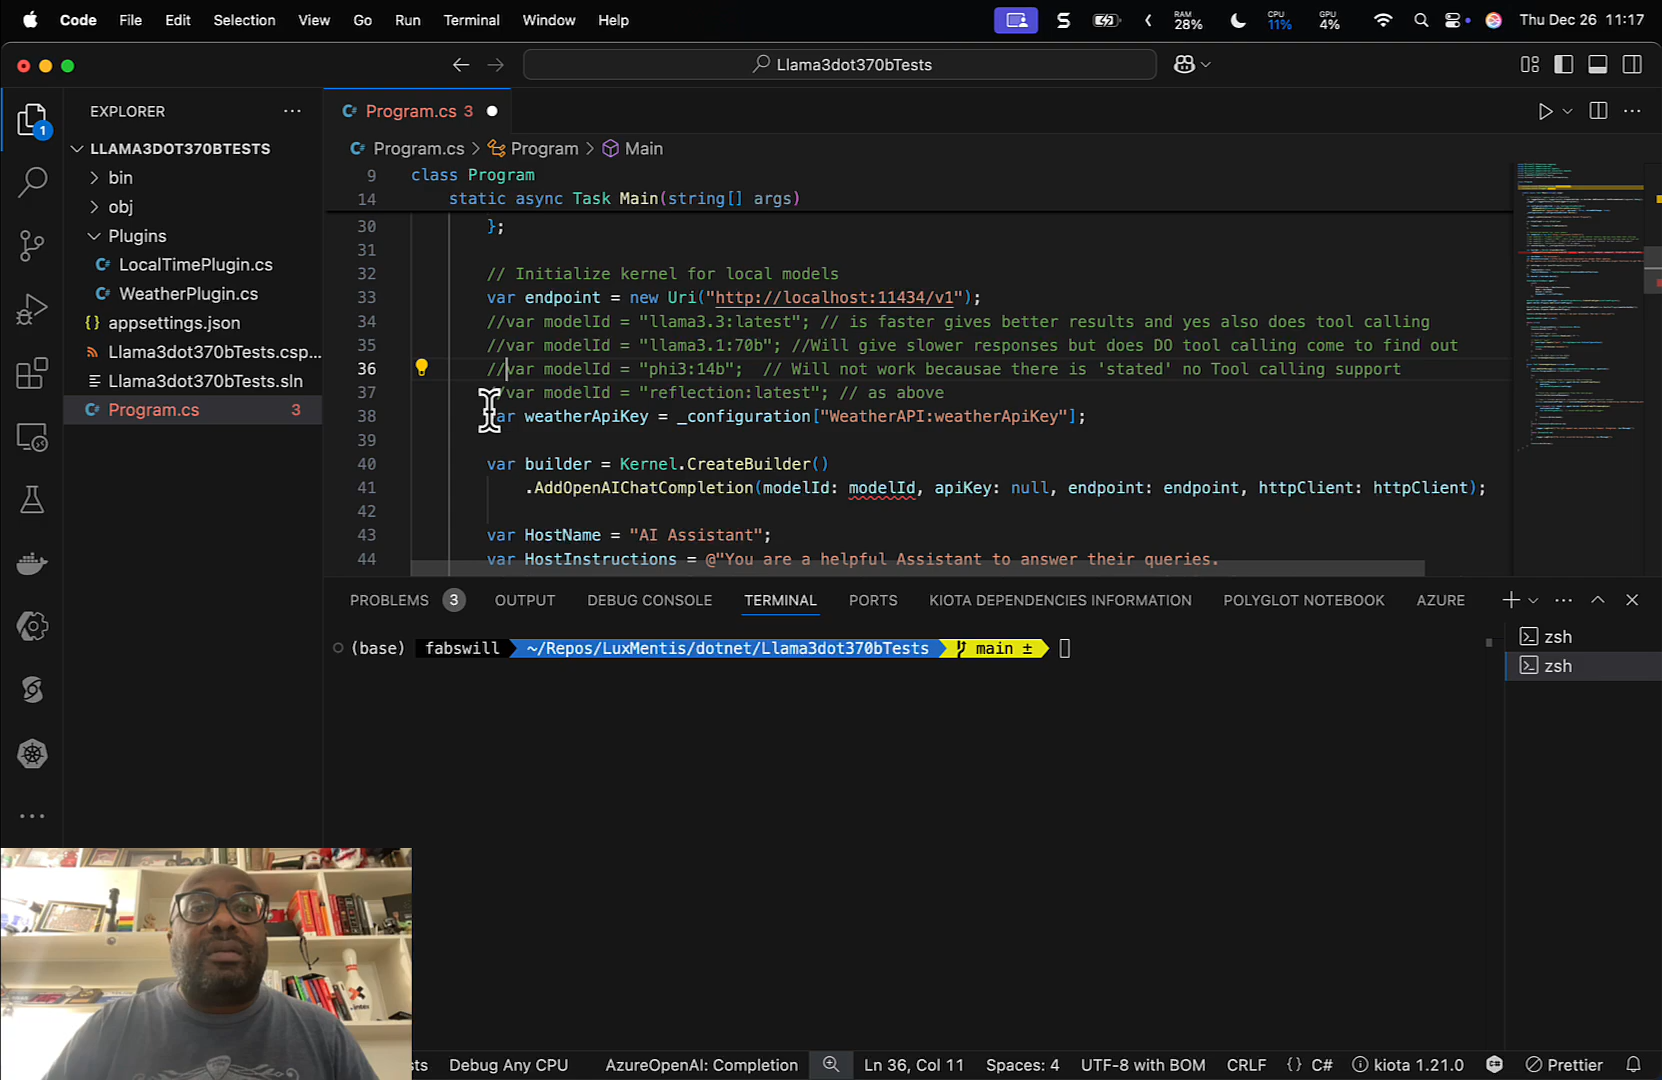 Code File Edit Selection View Go Run Terminal Window Help RAM 28% CPU 11% GPU 4% Thu Dec 26 11:17
Llama3dot370bTests
EXPLORER
LLAMA3DOT370BTESTS
bin
obj
Plugins
C# LocalTimePlugin.cs
C# WeatherPlugin.cs
{} appsettings.json
Llama3dot370bTests.csp...
Llama3dot370bTests.sln
C# Program.cs 3
1
C# Program.cs 3
C# Program.cs > Program > Main
9 class Program
14 static async Task Main(string[] args)
30 };
31
32 // Initialize kernel for local models
33 var endpoint = new Uri("http://localhost:11434/v1");
34 //var modelId = "llama3.3:latest"; // is faster gives better results and yes also does tool calling
35 //var modelId = "llama3.1:70b"; //Will give slower responses but does DO tool calling come to find out
36 //var modelId = "phi3:14b"; // Will not work becausae there is 'stated' no Tool calling support
37 //var modelId = "reflection:latest"; // as above
38 var weatherApiKey = _configuration["WeatherAPI:weatherApiKey"];
39
40 var builder = Kernel.CreateBuilder()
41 .AddOpenAIChatCompletion(modelId: modelId, apiKey: null, endpoint: endpoint, httpClient: httpClient);
42
43 var HostName = "AI Assistant";
44 var HostInstructions = @"You are a helpful Assistant to answer their queries.
PROBLEMS 3 OUTPUT DEBUG CONSOLE TERMINAL PORTS KIOTA DEPENDENCIES INFORMATION POLYGLOT NOTEBOOK AZURE
(base) fabswill ~/Repos/LuxMentis/dotnet/Llama3dot370bTests main ±
zsh
zsh
ts Debug Any CPU AzureOpenAI: Completion Ln 36, Col 11 Spaces: 4 UTF-8 with BOM CRLF {} C# kiota 1.21.0 Prettier